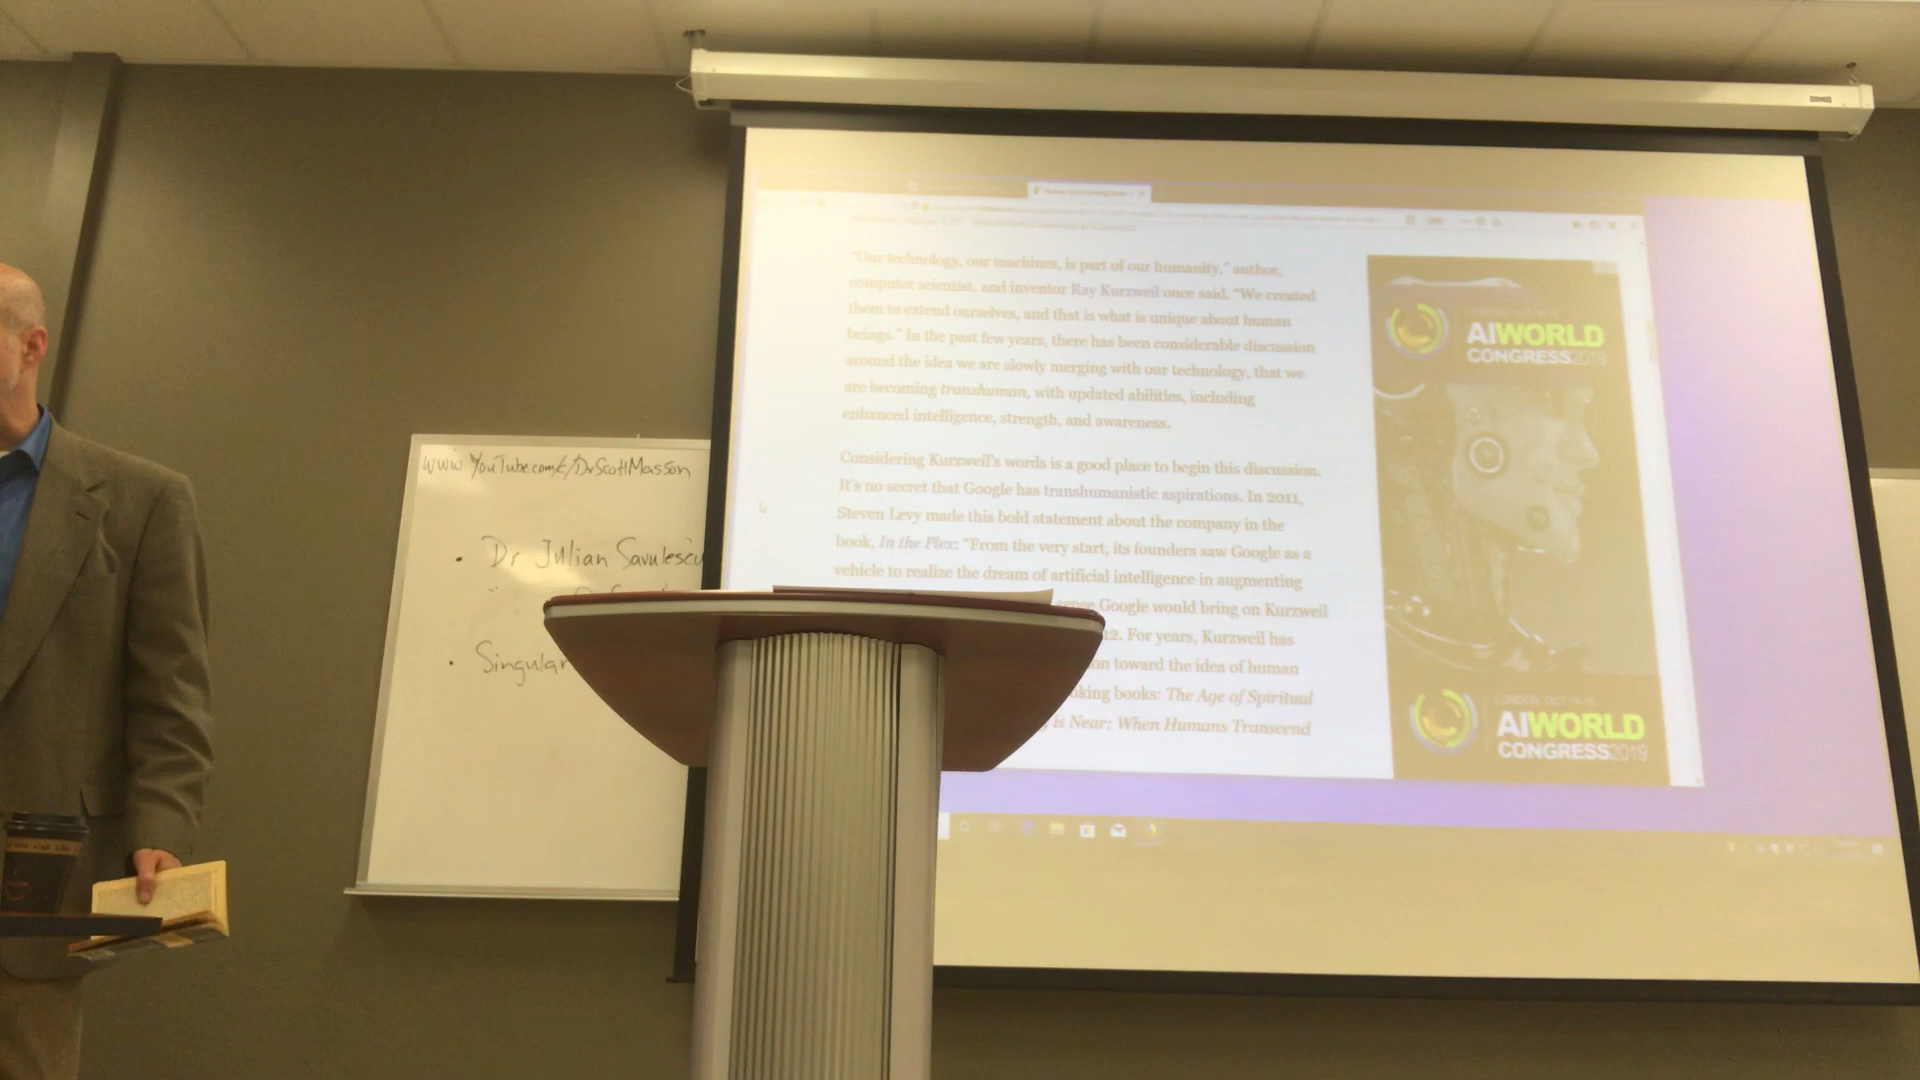 www YouTube.com/c/DrScottMasson
• Dr Julian Savulescu
• Singular
"Our technology, our machines, is part of our humanity," author,
computer scientist, and inventor Ray Kurzweil once said. "We created
them to extend ourselves, and that is what is unique about human
beings." In the past few years, there has been considerable discussion
around the idea we are slowly merging with our technology, that we
are becoming transhuman, with updated abilities, including
enhanced intelligence, strength, and awareness.
Considering Kurzweil's words is a good place to begin this discussion.
It's no secret that Google has transhumanistic aspirations. In 2011,
Steven Levy made this bold statement about the company in the
book, In the Plex: "From the very start, its founders saw Google as a
vehicle to realize the dream of artificial intelligence in augmenting
Google would bring on Kurzweil
12. For years, Kurzweil has
on toward the idea of human
oking books: The Age of Spiritual
is Near: When Humans Transcend
AIWORLD
CONGRESS2019
LONDON, OCT 14-15
AIWORLD
CONGRESS2019